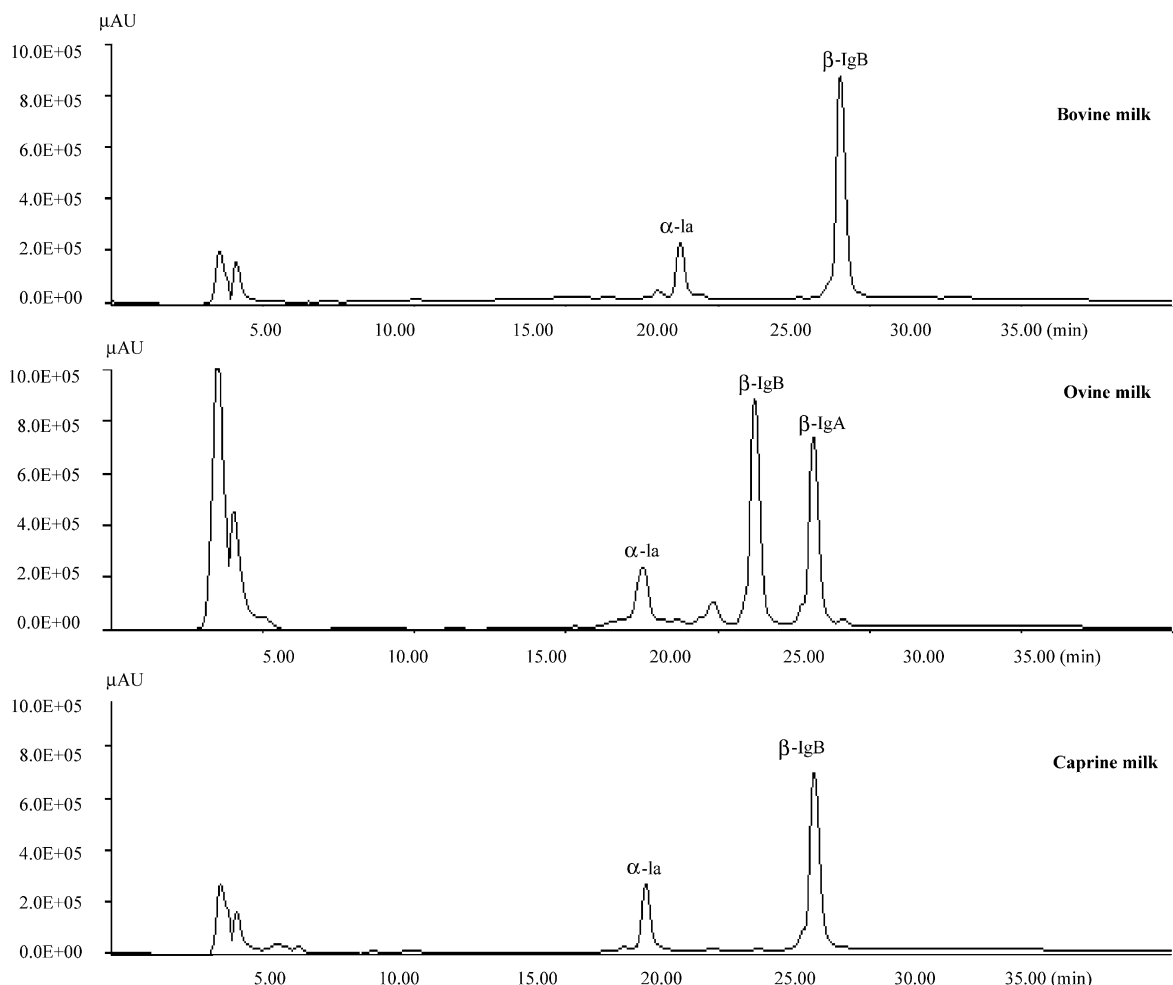 µAU
10.0E+05
β-IgB
Bovine milk
8.0E+05
6.0E+05
4.0E+05
α-la
2.0E+05
0.0E+00
5.00 10.00 15.00 20.00 25.00 30.00 35.00 (min)
µAU
10.0E+05
β-IgB
Ovine milk
8.0E+05
β-IgA
6.0E+05
4.0E+05
α-la
2.0E+05
0.0E+00
5.00 10.00 15.00 20.00 25.00 30.00 35.00 (min)
µAU
10.0E+05
8.0E+05
β-IgB
Caprine milk
6.0E+05
4.0E+05
α-la
2.0E+05
0.0E+00
5.00 10.00 15.00 20.00 25.00 30.00 35.00 (min)